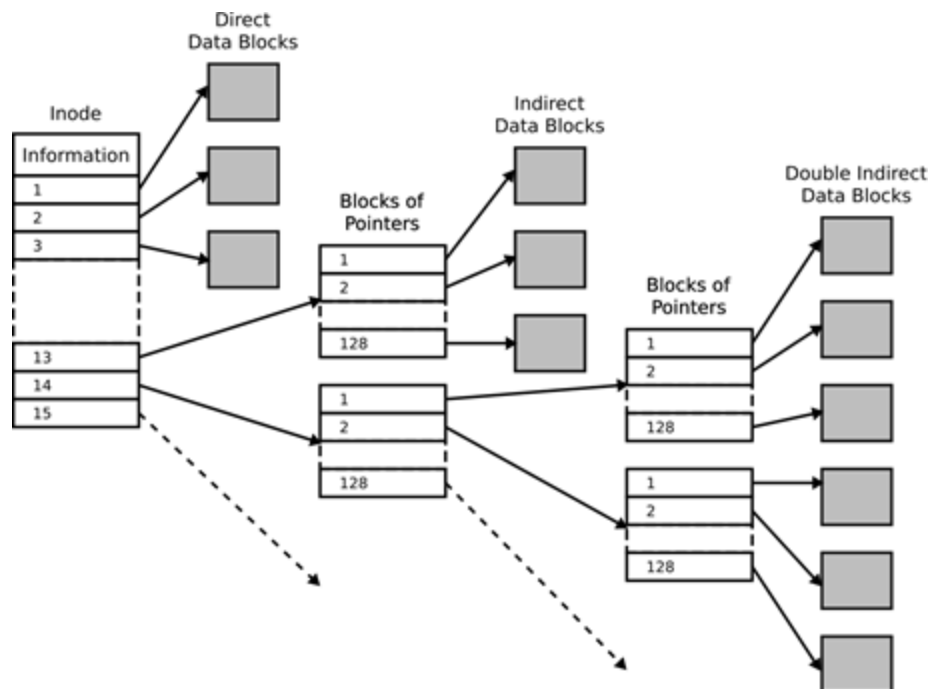 Direct
Data Blocks
Inode
Information
1
2
3
13
14
15
Blocks of
Pointers
1
2
128
1
2
128
Indirect
Data Blocks
Blocks of
Pointers
1
2
128
1
2
128
Double Indirect
Data Blocks